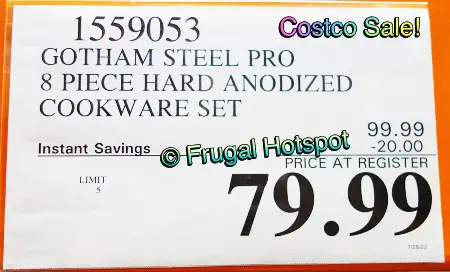 Costco Sale!
1559053
GOTHAM STEEL PRO
8 PIECE HARD ANODIZED
COOKWARE SET
99.99
Instant Savings -20.00
© Frugal Hotspot
PRICE AT REGISTER
LIMIT
5
79.99